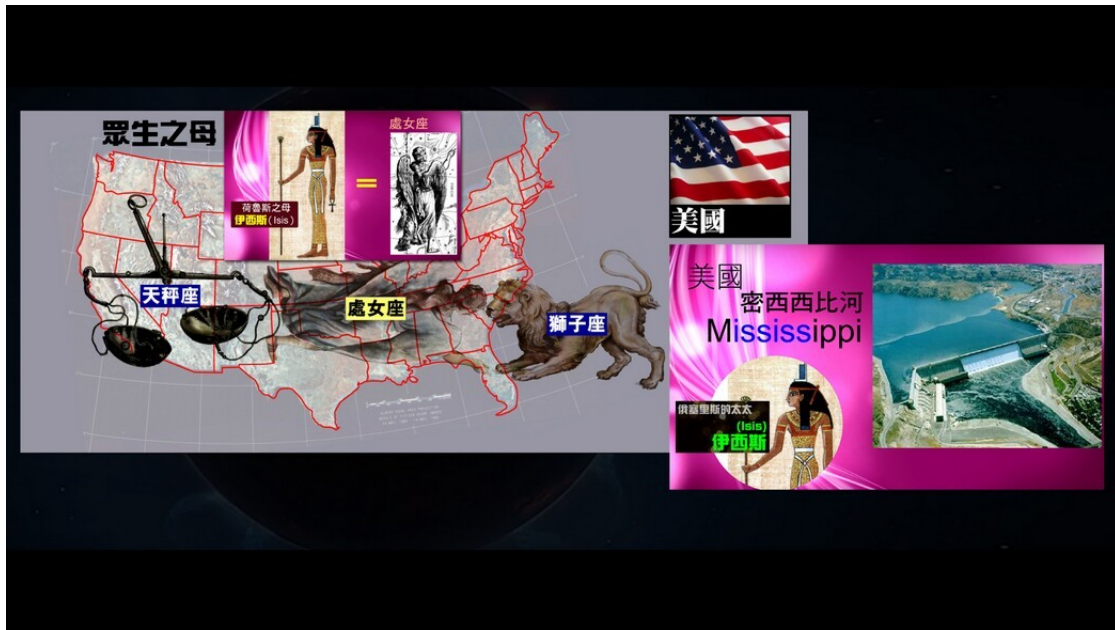 眾生之母
處女座
荷魯斯之母
伊西斯(Isis)
=
天秤座
處女座
獅子座
美國
美國
密西西比河
Mississippi
俄塞里斯的太太
(Isis)
伊西斯